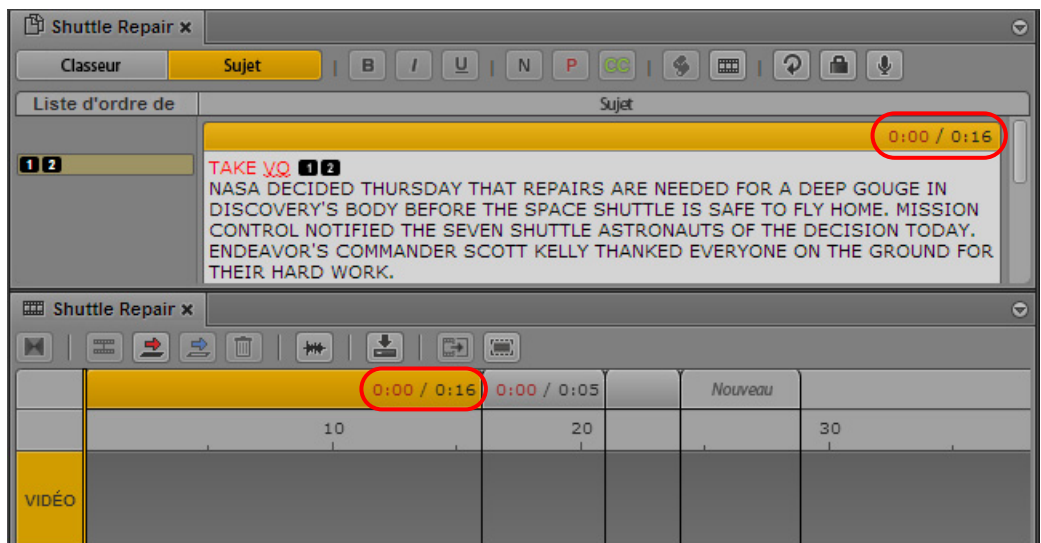 Shuttle Repair
Classeur Sujet B I U N P CC
Liste d'ordre de Sujet
0:00 / 0:16
1 2 TAKE VO 1 2
NASA DECIDED THURSDAY THAT REPAIRS ARE NEEDED FOR A DEEP GOUGE IN
DISCOVERY'S BODY BEFORE THE SPACE SHUTTLE IS SAFE TO FLY HOME. MISSION
CONTROL NOTIFIED THE SEVEN SHUTTLE ASTRONAUTS OF THE DECISION TODAY.
ENDEAVOR'S COMMANDER SCOTT KELLY THANKED EVERYONE ON THE GROUND FOR
THEIR HARD WORK.
Shuttle Repair
0:00 / 0:16 0:00 / 0:05 Nouveau
10 20 30
VIDÉO